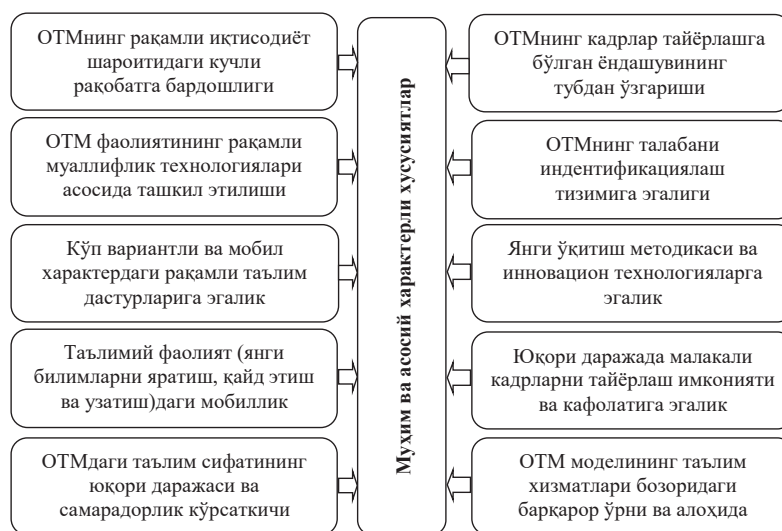 ОТМнинг рақамли иқтисодиёт
шароитидаги кучли
рақобатга бардошлиги
ОТМ фаолиятининг рақамли
муаллифлик технологиялари
асосида ташкил этилиши
Кўп вариантли ва мобил
характердаги рақамли таълим
дастурларига эгалик
Таълимий фаолият (янги
билимларни яратиш, қайд этиш
ва узатиш)даги мобиллик
ОТМдаги таълим сифатининг
юқори даражаси ва
самарадорлик кўрсаткичи
Муҳим ва асосий характерли хусусиятлар
ОТМнинг кадрлар тайёрлашга
бўлган ёндашувининг
тубдан ўзгариши
ОТМнинг талабани
индентификациялаш
тизимига эгалиги
Янги ўқитиш методикаси ва
инновацион технологияларга
эгалик
Юқори даражада малакали
кадрларни тайёрлаш имконияти
ва кафолатига эгалик
ОТМ моделининг таълим
хизматлари бозоридаги
барқарор ўрни ва алоҳида